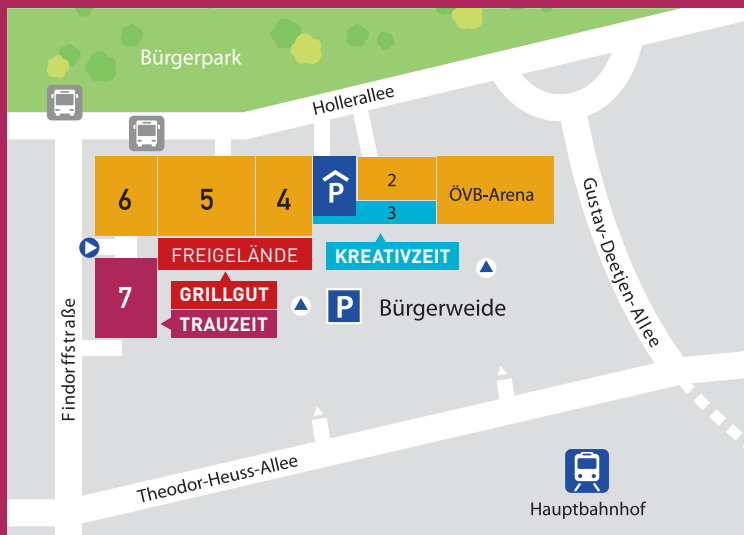 Bürgerpark
Hollerallee
6
5
4
P
2
3
ÖVB-Arena
Gustav-Deetjen-Allee
FREIGELÄNDE
KREATIVZEIT
7
GRILLGUT
TRAUZEIT
P
Bürgerweide
Findorffstraße
Theodor-Heuss-Allee
Hauptbahnhof